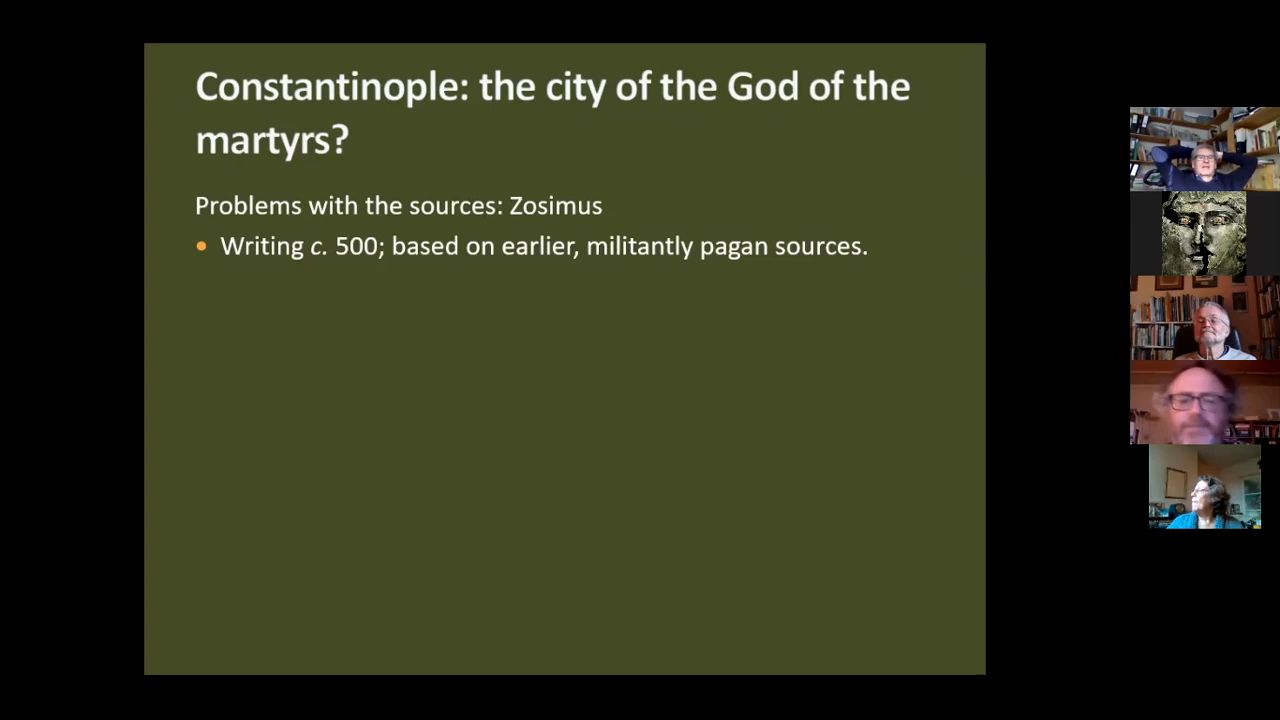 Constantinople: the city of the God of the
martyrs?
Problems with the sources: Zosimus
• Writing c. 500; based on earlier, militantly pagan sources.